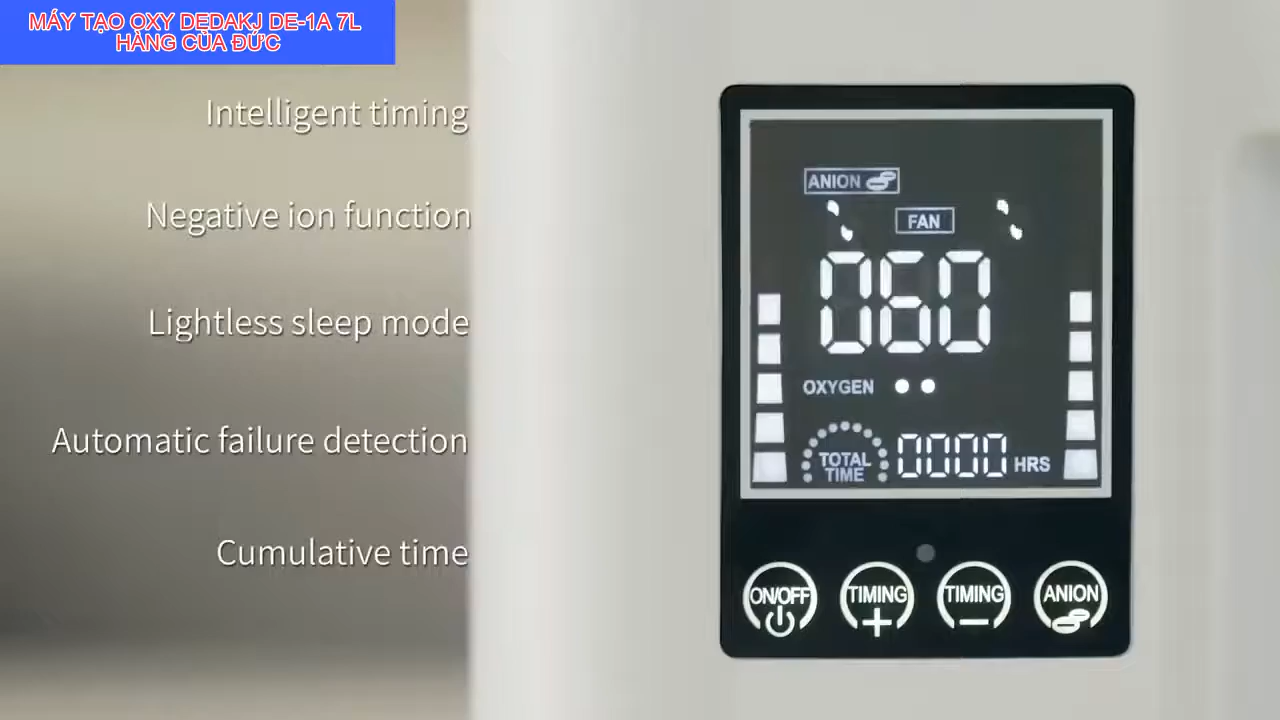 MÁY TẠO OXY DEDAKJ DE-1A 7L
HÀNG CỦA ĐỨC
Intelligent timing
Negative ion function
Lightless sleep mode
Automatic failure detection
Cumulative time
ANION
FAN
060
OXYGEN
TOTAL
TIME
0000 HRS
ON/OFF
TIMING
+
TIMING
−
ANION